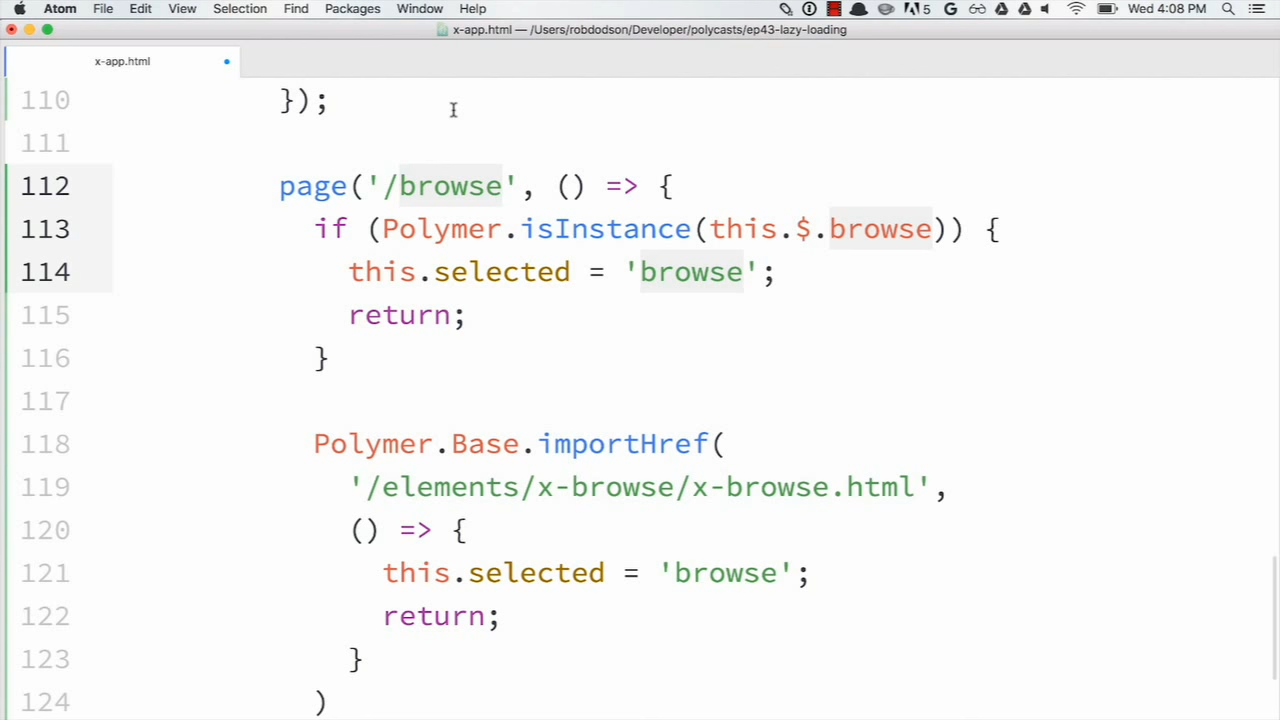 Atom File Edit View Selection Find Packages Window Help 5 Wed 4:08 PM
x-app.html — /Users/robdodson/Developer/polycasts/ep43-lazy-loading
x-app.html
110 });
111
112 page('/browse', () => {
113 if (Polymer.isInstance(this.$.browse)) {
114 this.selected = 'browse';
115 return;
116 }
117
118 Polymer.Base.importHref(
119 '/elements/x-browse/x-browse.html',
120 () => {
121 this.selected = 'browse';
122 return;
123 }
124 )